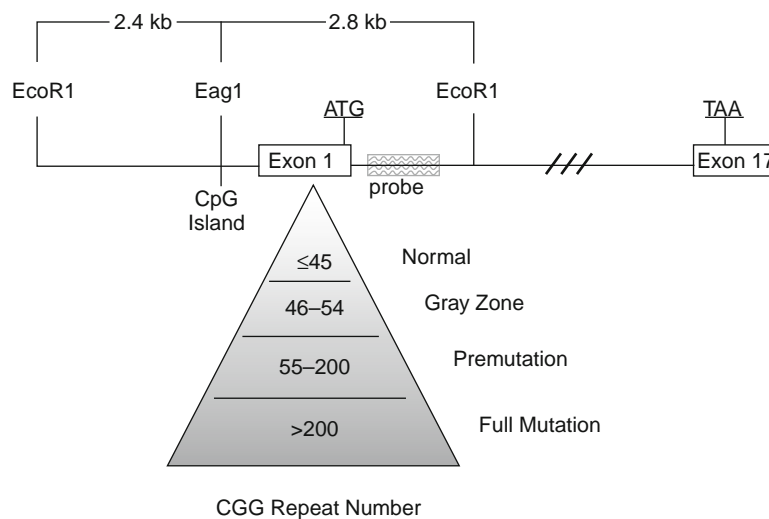 2.4 kb 2.8 kb
EcoR1 Eag1 EcoR1
ATG TAA
Exon 1 Exon 17
probe
CpG
Island
≤45 Normal
46–54 Gray Zone
55–200 Premutation
>200 Full Mutation
CGG Repeat Number